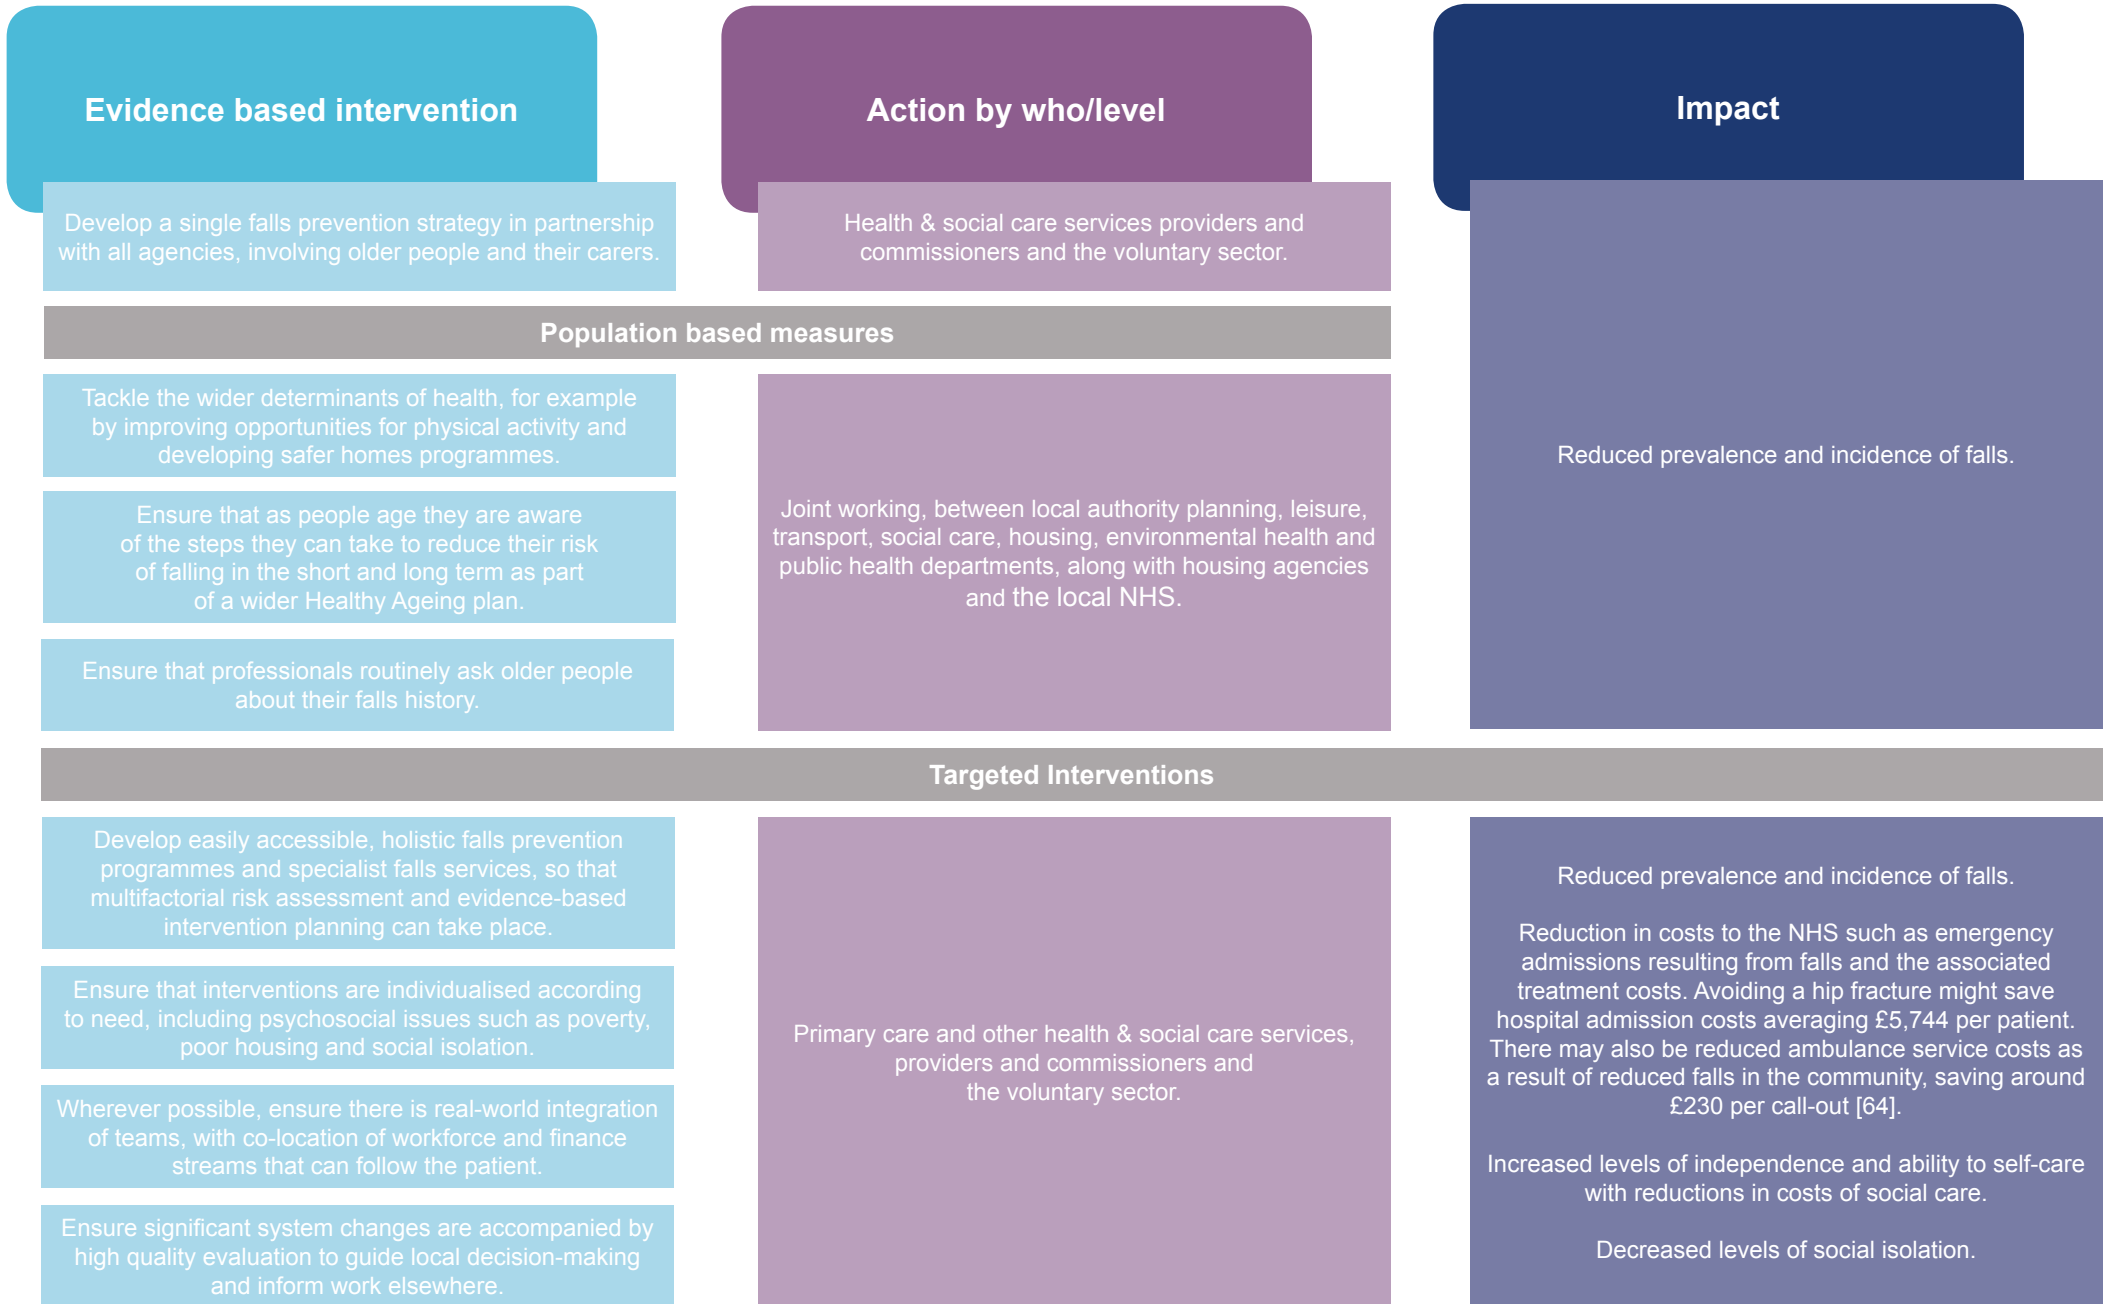 Evidence based intervention
Action by who/level
Impact
Develop a single falls prevention strategy in partnership
with all agencies, involving older people and their carers.
Health & social care services providers and
commissioners and the voluntary sector.
Population based measures
Tackle the wider determinants of health, for example
by improving opportunities for physical activity and
developing safer homes programmes.
Ensure that as people age they are aware
of the steps they can take to reduce their risk
of falling in the short and long term as part
of a wider Healthy Ageing plan.
Ensure that professionals routinely ask older people
about their falls history.
Joint working, between local authority planning, leisure,
transport, social care, housing, environmental health and
public health departments, along with housing agencies
and the local NHS.
Reduced prevalence and incidence of falls.
Targeted Interventions
Develop easily accessible, holistic falls prevention
programmes and specialist falls services, so that
multifactorial risk assessment and evidence-based
intervention planning can take place.
Ensure that interventions are individualised according
to need, including psychosocial issues such as poverty,
poor housing and social isolation.
Wherever possible, ensure there is real-world integration
of teams, with co-location of workforce and finance
streams that can follow the patient.
Ensure significant system changes are accompanied by
high quality evaluation to guide local decision-making
and inform work elsewhere.
Primary care and other health & social care services,
providers and commissioners and
the voluntary sector.
Reduced prevalence and incidence of falls.
Reduction in costs to the NHS such as emergency
admissions resulting from falls and the associated
treatment costs. Avoiding a hip fracture might save
hospital admission costs averaging £5,744 per patient.
There may also be reduced ambulance service costs as
a result of reduced falls in the community, saving around
£230 per call-out [64].
Increased levels of independence and ability to self-care
with reductions in costs of social care.
Decreased levels of social isolation.